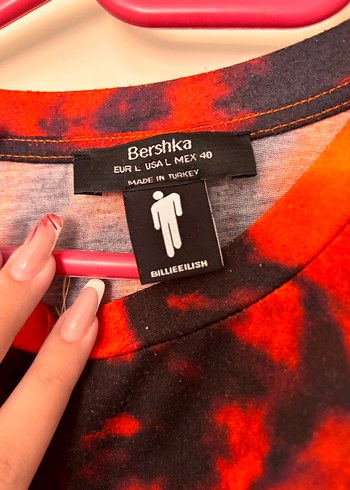 Bershka
EUR L USA L MEX 40
MADE IN TURKEY
BILLIEEILISH